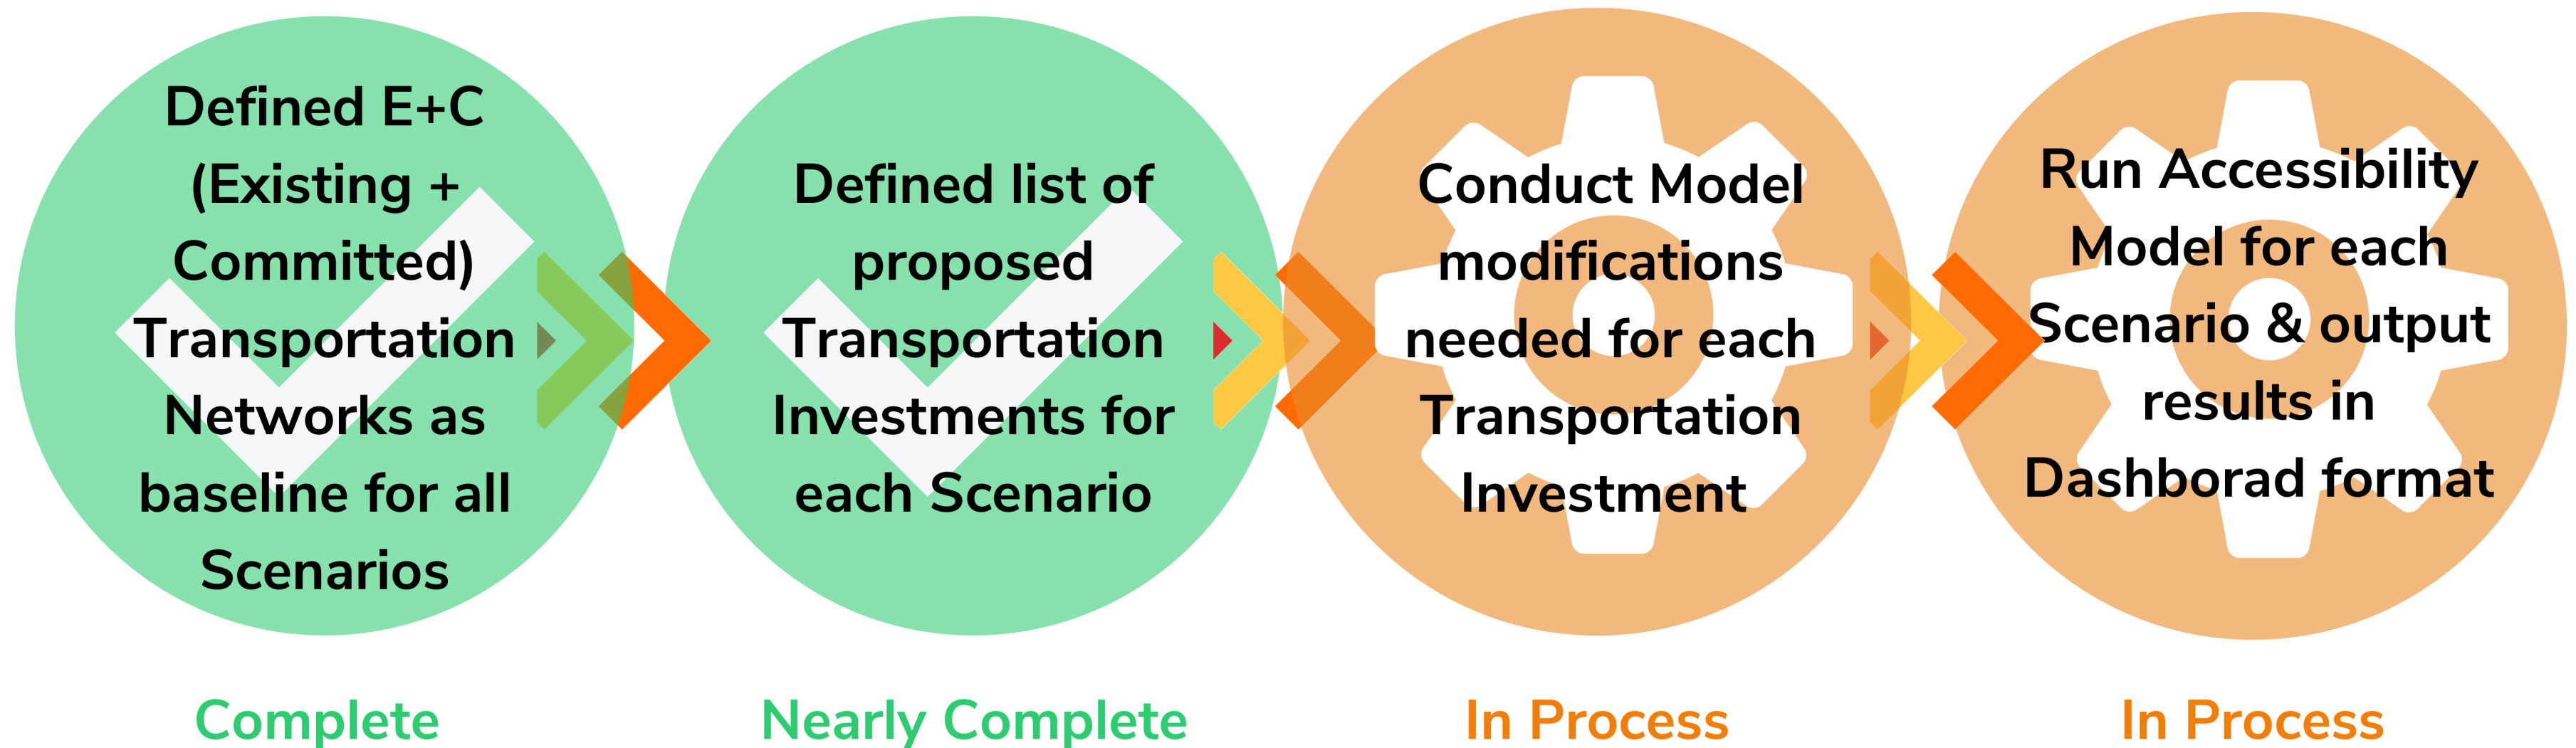 Defined E+C
(Existing +
Committed)
Transportation
Networks as
baseline for all
Scenarios
Complete
Defined list of
proposed
Transportation
Investments for
each Scenario
Nearly Complete
Conduct Model
modifications
needed for each
Transportation
Investment
In Process
Run Accessibility
Model for each
Scenario & output
results in
Dashborad format
In Process